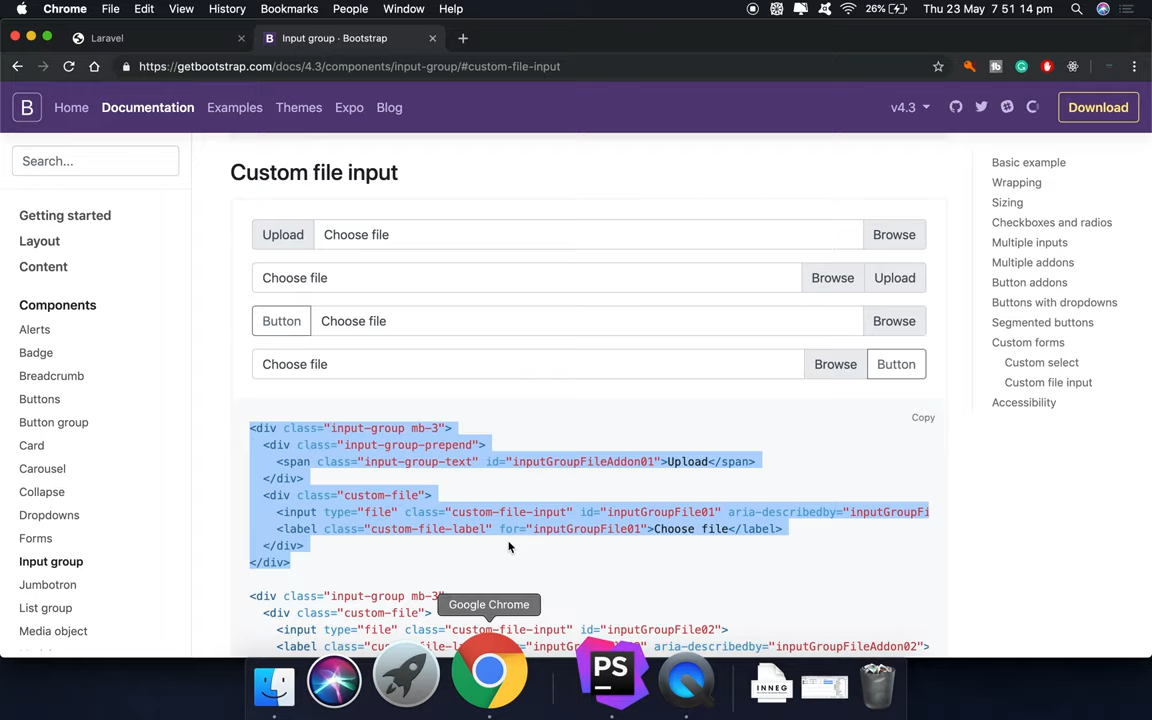 Chrome File Edit View History Bookmarks People Window Help 26% Thu 23 May 7 51 14 pm
Laravel
B Input group · Bootstrap
https://getbootstrap.com/docs/4.3/components/input-group/#custom-file-input
B Home Documentation Examples Themes Expo Blog v4.3 Download
Search...
Getting started
Layout
Content
Components
Alerts
Badge
Breadcrumb
Buttons
Button group
Card
Carousel
Collapse
Dropdowns
Forms
Input group
Jumbotron
List group
Media object
Custom file input
Upload Choose file Browse
Choose file Browse Upload
Button Choose file Browse
Choose file Browse Button
Copy
<div class="input-group mb-3">
<div class="input-group-prepend">
<span class="input-group-text" id="inputGroupFileAddon01">Upload</span>
</div>
<div class="custom-file">
<input type="file" class="custom-file-input" id="inputGroupFile01" aria-describedby="inputGroupFi
<label class="custom-file-label" for="inputGroupFile01">Choose file</label>
</div>
</div>
<div class="input-group mb-3"
<div class="custom-file">
<input type="file" class="custom-file-input" id="inputGroupFile02">
<label class="cu aria-describedby="inputGroupFileAddon02">
Basic example
Wrapping
Sizing
Checkboxes and radios
Multiple inputs
Multiple addons
Button addons
Buttons with dropdowns
Segmented buttons
Custom forms
Custom select
Custom file input
Accessibility
Google Chrome
PS
INNEG